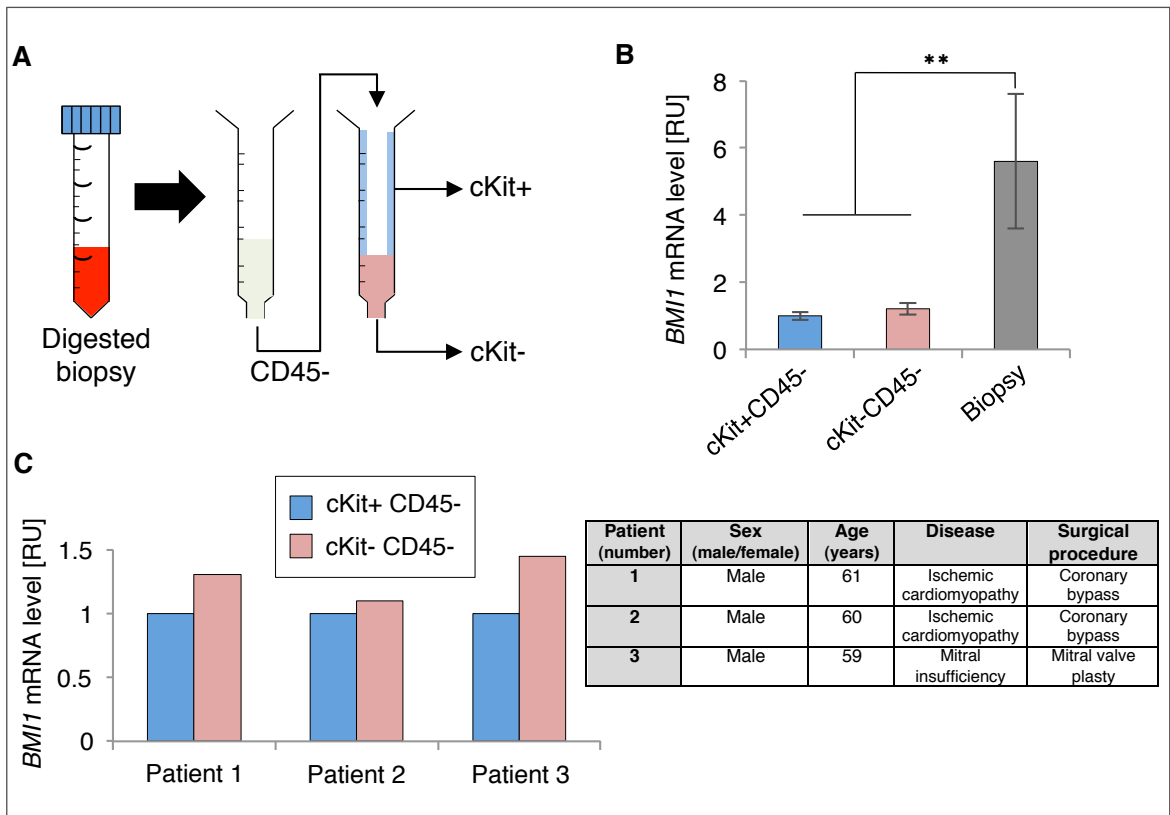 A
Digested
biopsy
CD45-
cKit+
cKit-
B
**
BMI1 mRNA level [RU]
8
6
4
2
0
cKit+CD45-
cKit-CD45-
Biopsy
C
cKit+ CD45-
cKit- CD45-
BMI1 mRNA level [RU]
1.5
1
0.5
0
Patient 1
Patient 2
Patient 3
Patient (number) Sex (male/female) Age (years) Disease Surgical procedure
1 Male 61 Ischemic cardiomyopathy Coronary bypass
2 Male 60 Ischemic cardiomyopathy Coronary bypass
3 Male 59 Mitral insufficiency Mitral valve plasty